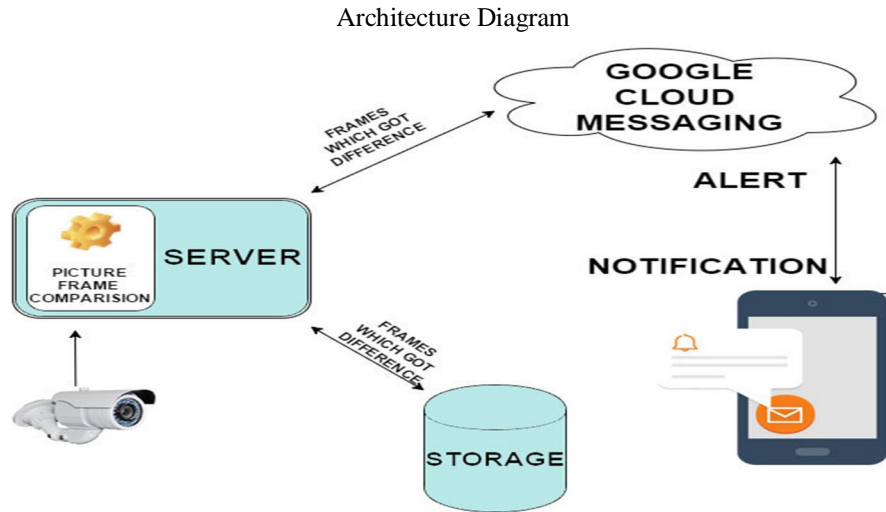 Architecture Diagram
GOOGLE
CLOUD
MESSAGING
FRAMES
WHICH GOT
DIFFERENCE
ALERT
SERVER
PICTURE
FRAME
COMPARISION
NOTIFICATION
FRAMES
WHICH GOT
DIFFERENCE
STORAGE